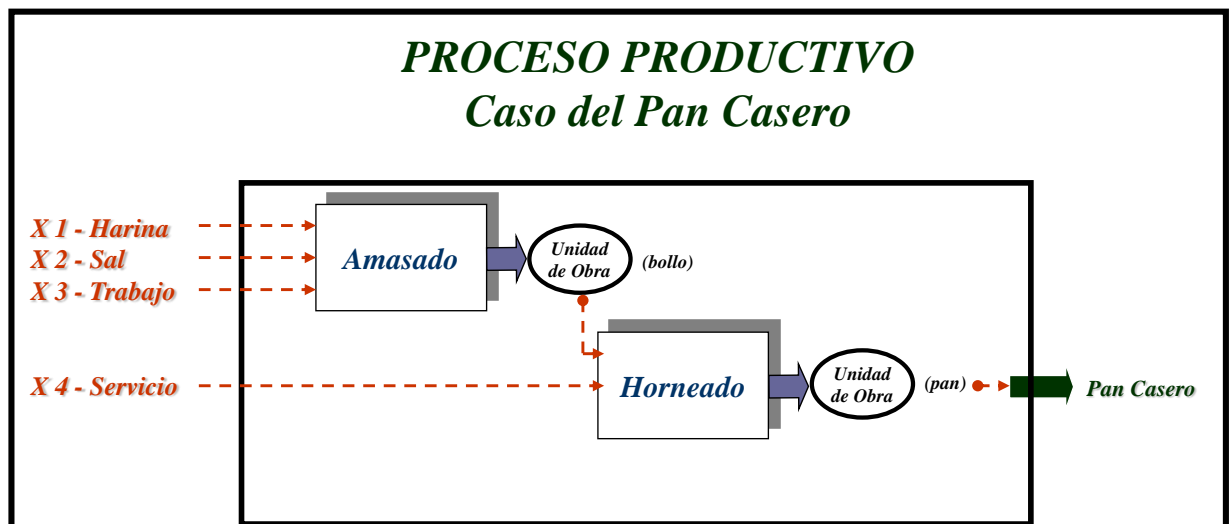 PROCESO PRODUCTIVO
Caso del Pan Casero
X 1 - Harina
X 2 - Sal
X 3 - Trabajo
Amasado
Unidad
de Obra
(bollo)
X 4 - Servicio
Horneado
Unidad
de Obra
(pan)
Pan Casero